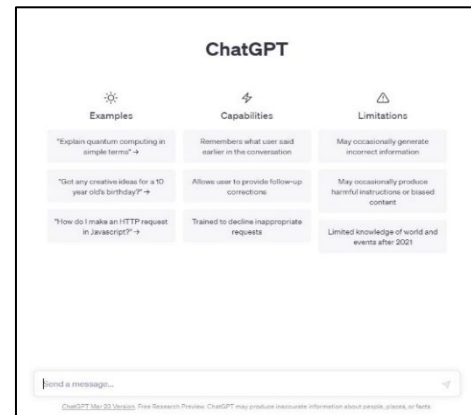 ChatGPT
Examples
"Explain quantum computing in
simple terms" →
"Got any creative ideas for a 10
year old's birthday?" →
"How do I make an HTTP request
in Javascript?" →
Capabilities
Remembers what user said
earlier in the conversation
Allows user to provide follow-up
corrections
Trained to decline inappropriate
requests
Limitations
May occasionally generate
incorrect information
May occasionally produce
harmful instructions or biased
content
Limited knowledge of world and
events after 2021
Send a message...
ChatGPT Mar 23 Version. Free Research Preview. ChatGPT may produce inaccurate information about people, places, or facts